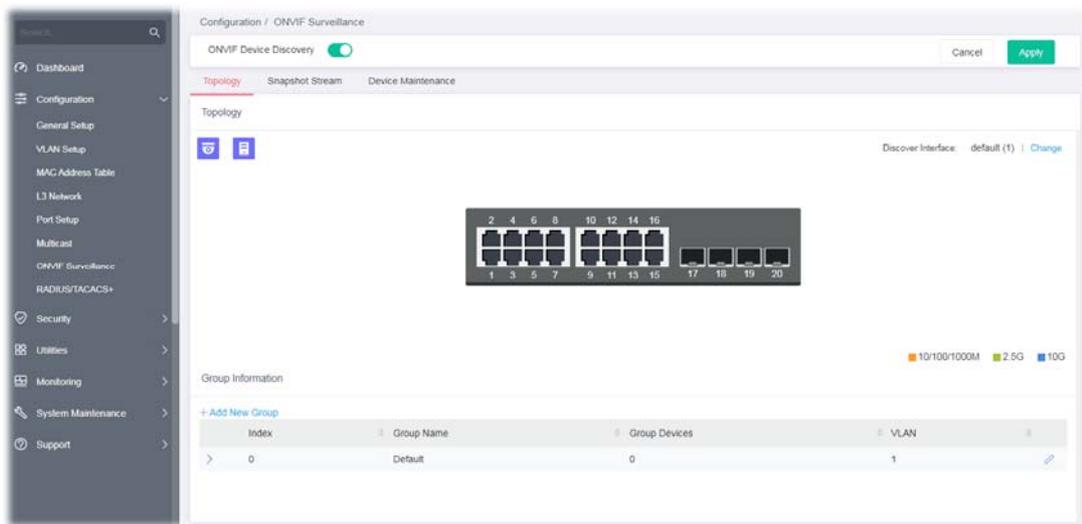 Search...
Configuration / ONVIF Surveillance
ONVIF Device Discovery
Cancel
Apply
Dashboard
Configuration
General Setup
VLAN Setup
MAC Address Table
L3 Network
Port Setup
Multicast
ONVIF Surveillance
RADIUS/TACACS+
Security
Utilities
Monitoring
System Maintenance
Support
Topology Snapshot Stream Device Maintenance
Topology
Discover Interface: default (1) | Change
2 4 6 8 10 12 14 16
1 3 5 7 9 11 13 15 17 18 19 20
10/100/1000M 2.5G 10G
Group Information
+ Add New Group
Index Group Name Group Devices VLAN
0 Default 0 1